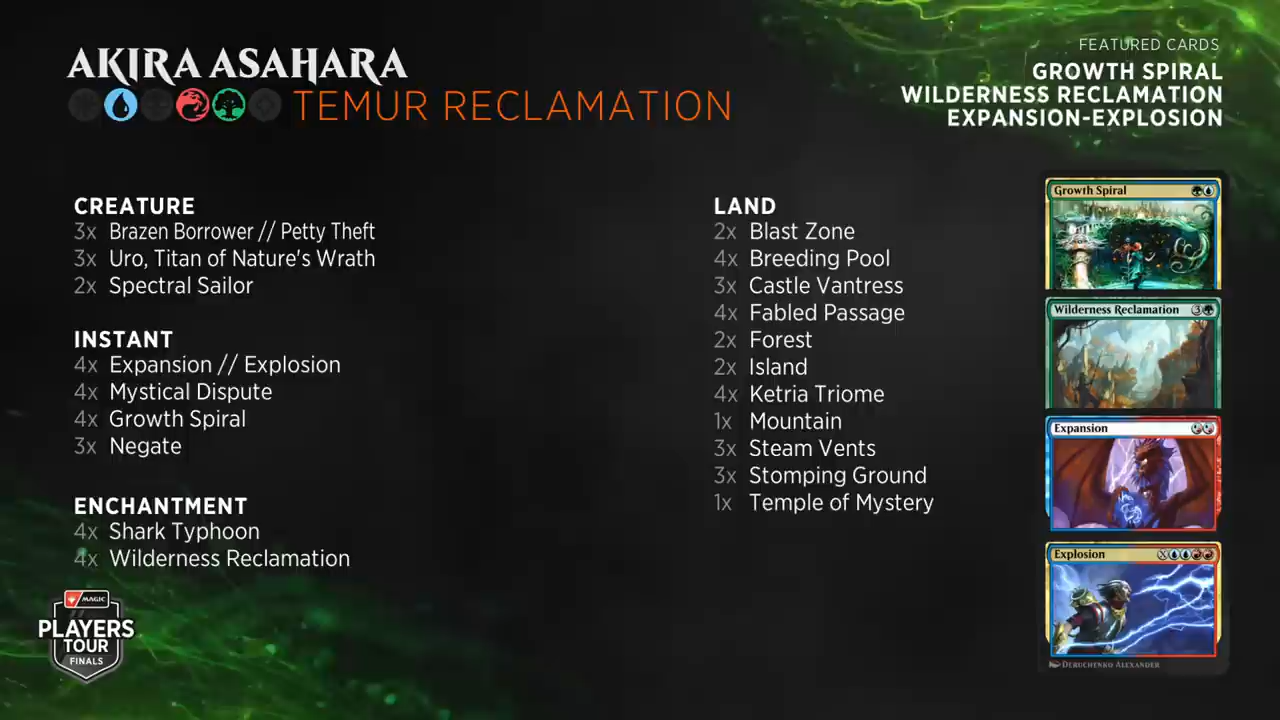 AKIRA ASAHARA
TEMUR RECLAMATION
FEATURED CARDS
GROWTH SPIRAL
WILDERNESS RECLAMATION
EXPANSION-EXPLOSION
CREATURE
3x Brazen Borrower // Petty Theft
3x Uro, Titan of Nature's Wrath
2x Spectral Sailor
INSTANT
4x Expansion // Explosion
4x Mystical Dispute
4x Growth Spiral
3x Negate
ENCHANTMENT
4x Shark Typhoon
4x Wilderness Reclamation
LAND
2x Blast Zone
4x Breeding Pool
3x Castle Vantress
4x Fabled Passage
2x Forest
2x Island
4x Ketria Triome
1x Mountain
3x Steam Vents
3x Stomping Ground
1x Temple of Mystery
Growth Spiral
Wilderness Reclamation 3
Expansion
Explosion X
Deruchenko Alexander
MAGIC
PLAYERS
TOUR
FINALS